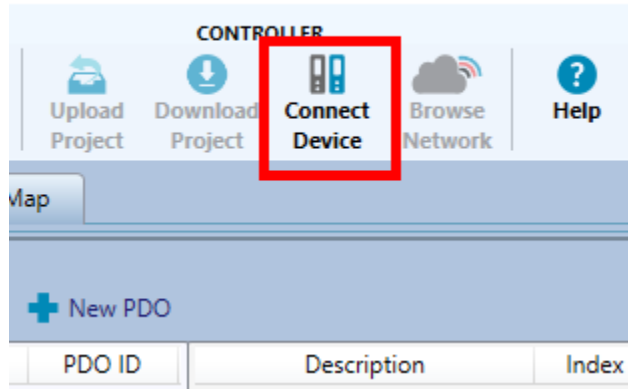 CONTROLLER
Upload Project
Download Project
Connect Device
Browse Network
? Help
Map
New PDO
PDO ID
Description
Index